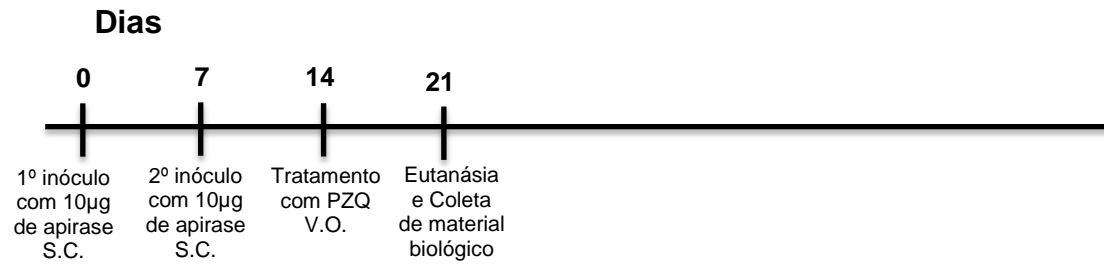 Dias
0 7 14 21
1º inóculo
com 10µg
de apirase
S.C.
2º inóculo
com 10µg
de apirase
S.C.
Tratamento
com PZQ
V.O.
Eutanásia
e Coleta
de material
biológico